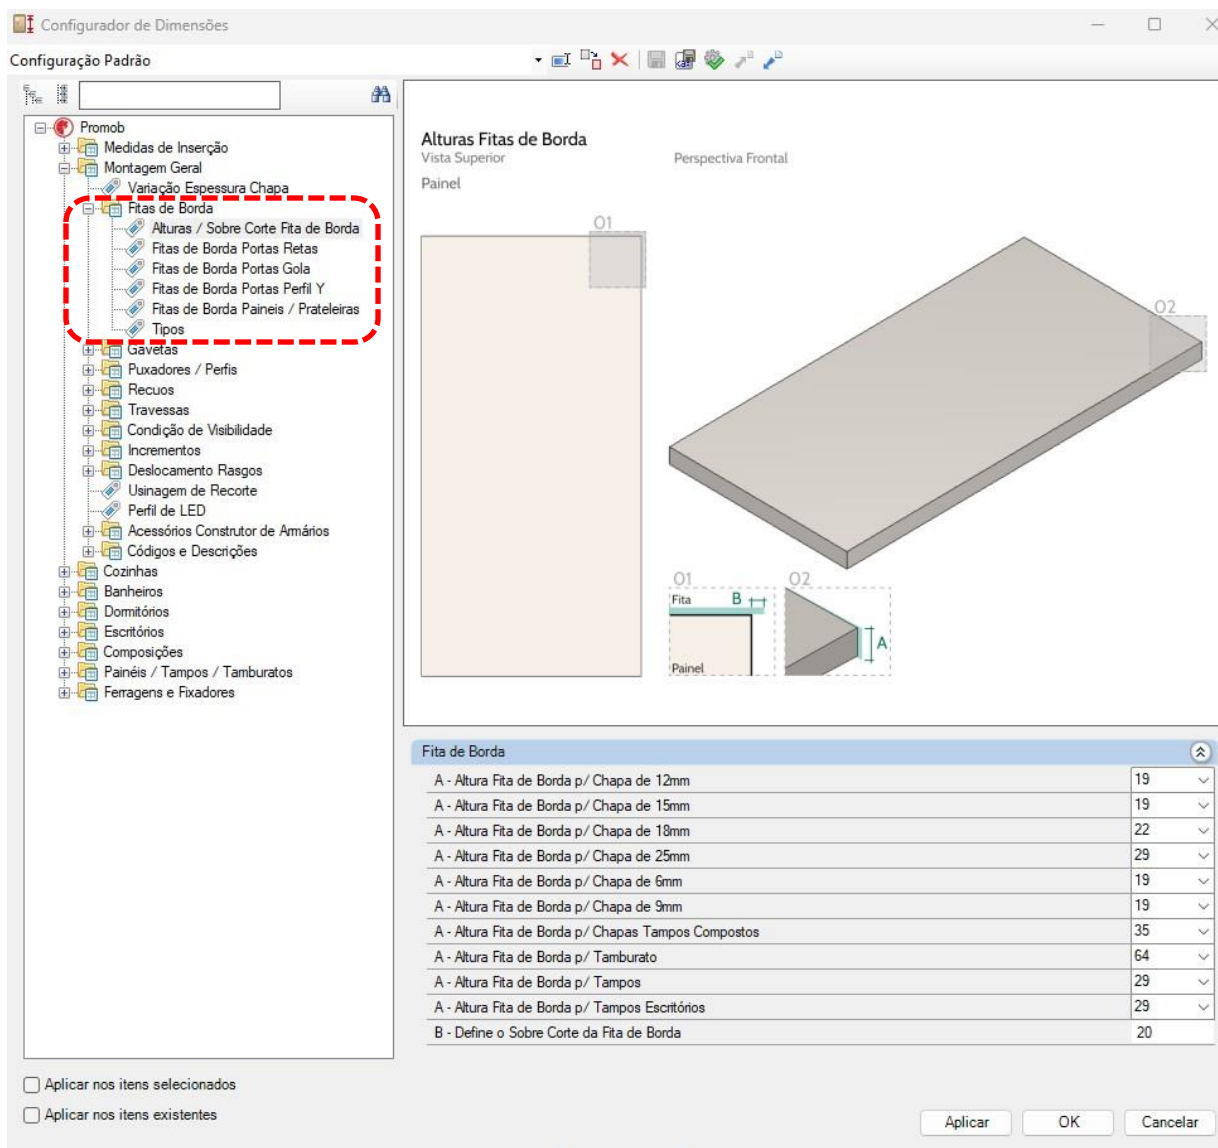 Configurador de Dimensões
Configuração Padrão
Promob
Medidas de Inserção
Montagem Geral
Variação Espessura Chapa
Fitas de Borda
Alturas / Sobre Corte Fita de Borda
Fitas de Borda Portas Retas
Fitas de Borda Portas Gola
Fitas de Borda Portas Perfil Y
Fitas de Borda Paineis / Prateleiras
Tipos
Gavetas
Puxadores / Perfis
Recuos
Travessas
Condição de Visibilidade
Incrementos
Deslocamento Rasgos
Usinagem de Recorte
Perfil de LED
Acessórios Construtor de Armários
Códigos e Descrições
Cozinhas
Banheiros
Dormitórios
Escritórios
Composições
Painéis / Tampos / Tamburatos
Ferragens e Fixadores
Alturas Fitas de Borda
Vista Superior
Perspectiva Frontal
Painel
01
02
01
02
Fita
B
A
Painel
Fita de Borda
A - Altura Fita de Borda p/ Chapa de 12mm 19
A - Altura Fita de Borda p/ Chapa de 15mm 19
A - Altura Fita de Borda p/ Chapa de 18mm 22
A - Altura Fita de Borda p/ Chapa de 25mm 29
A - Altura Fita de Borda p/ Chapa de 6mm 19
A - Altura Fita de Borda p/ Chapa de 9mm 19
A - Altura Fita de Borda p/ Chapas Tampos Compostos 35
A - Altura Fita de Borda p/ Tamburato 64
A - Altura Fita de Borda p/ Tampos 29
A - Altura Fita de Borda p/ Tampos Escritórios 29
B - Define o Sobre Corte da Fita de Borda 20
Aplicar nos itens selecionados
Aplicar nos itens existentes
Aplicar
OK
Cancelar